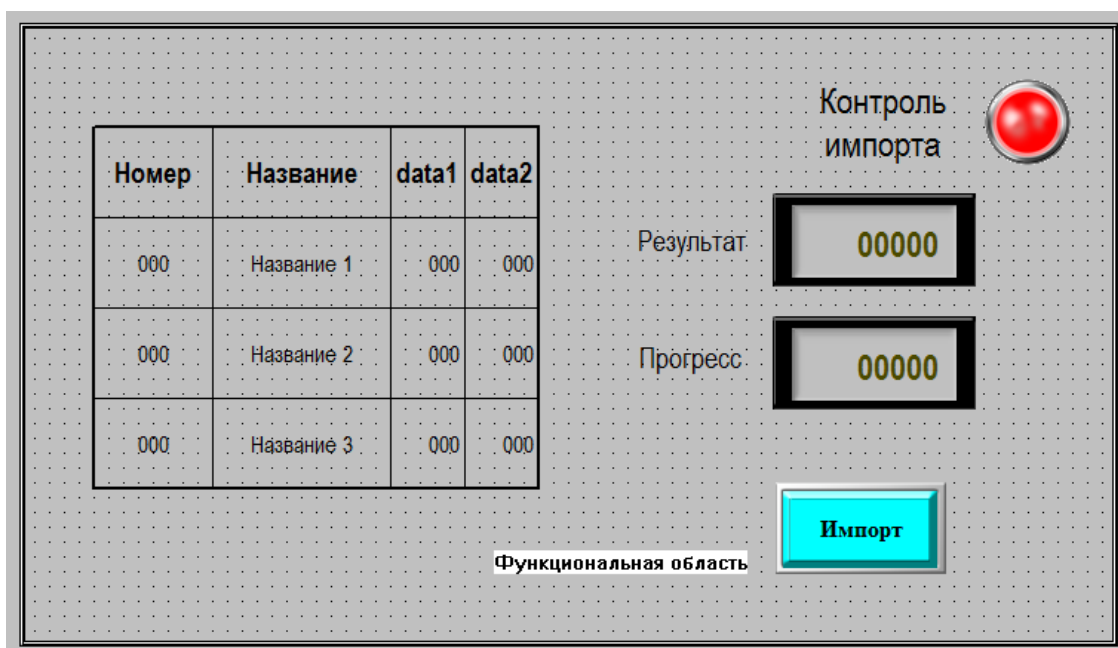 Контроль
импорта
Номер Название data1 data2
000 Название 1 000 000
000 Название 2 000 000
000 Название 3 000 000
Результат 00000
Прогресс 00000
Импорт
Функциональная область